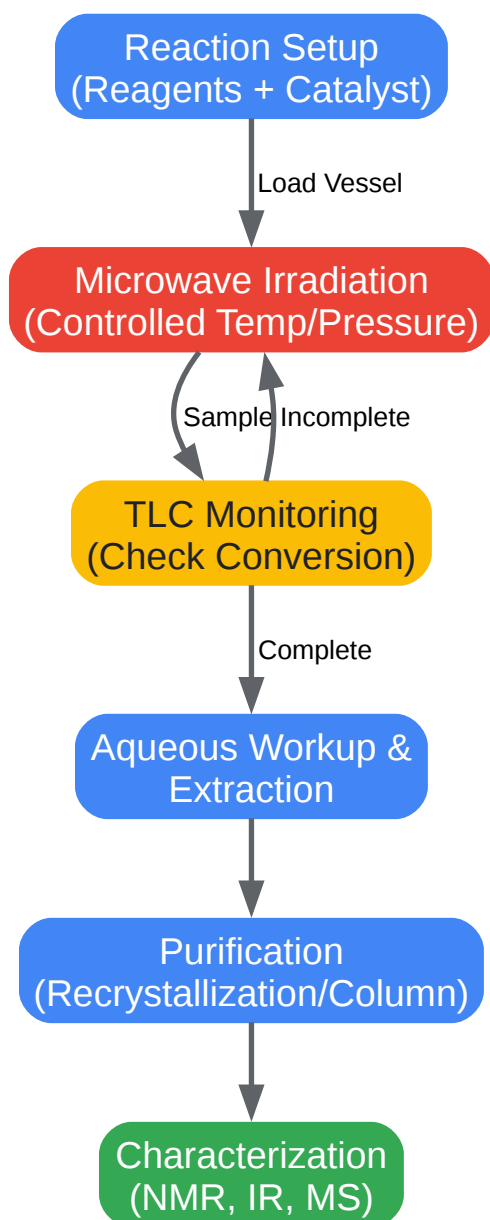 Reaction Setup
(Reagents + Catalyst)
Load Vessel
Microwave Irradiation
(Controlled Temp/Pressure)
Sample
Incomplete
TLC Monitoring
(Check Conversion)
Complete
Aqueous Workup &
Extraction
Purification
(Recrystallization/Column)
Characterization
(NMR, IR, MS)